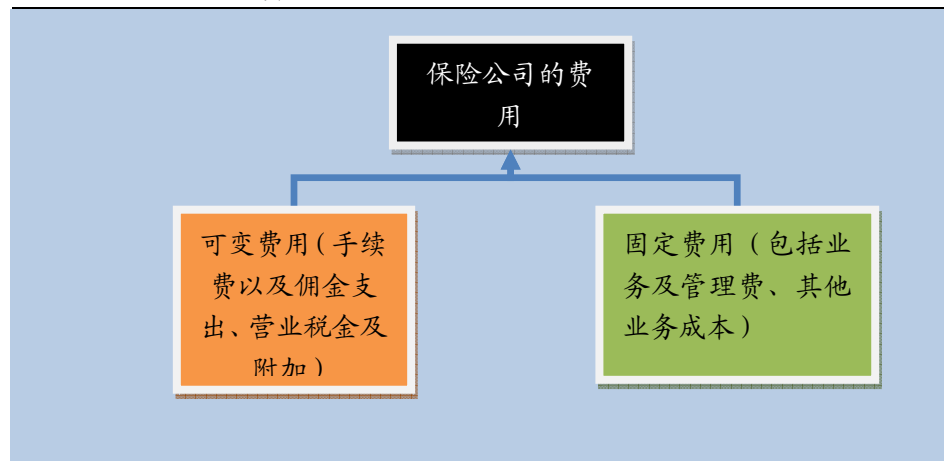 保险公司的费
用
可变费用(手续
费以及佣金支
出、营业税金及
附加)
固定费用（包括业
务及管理费、其他
业务成本）